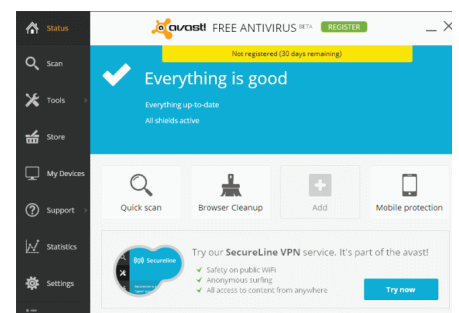 Status
avast! FREE ANTIVIRUS BETA REGISTER
Not registered (30 days remaining)
Scan
Everything is good
Tools
Everything up-to-date
All shields active
Store
My Devices
Quick scan
Browser Cleanup
Add
Mobile protection
Support
Statistics
Settings
Try our SecureLine VPN service. It's part of the avast!
Secureline
Safety on public WiFi
Anonymous surfing
All access to content from anywhere
Try now